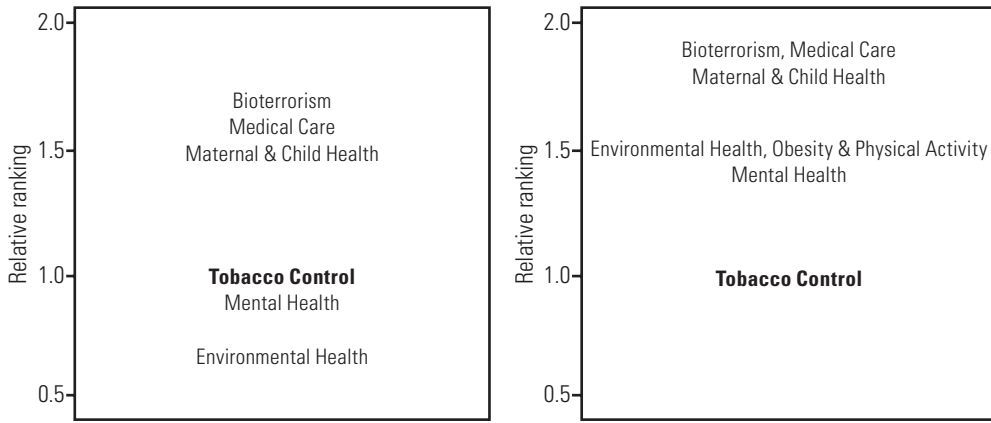 Relative ranking
2.0
1.5
1.0
0.5
Bioterrorism
Medical Care
Maternal & Child Health
Tobacco Control
Mental Health
Environmental Health
Relative ranking
2.0
1.5
1.0
0.5
Bioterrorism, Medical Care
Maternal & Child Health
Environmental Health, Obesity & Physical Activity
Mental Health
Tobacco Control